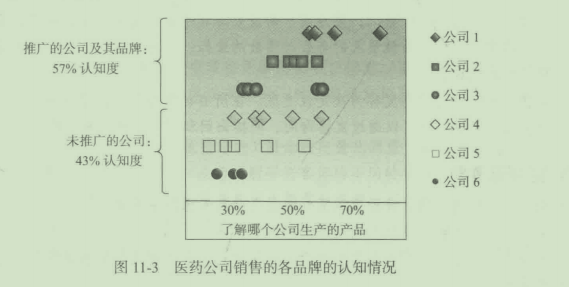 推广的公司及其品牌：
57% 认知度
未推广的公司：
43% 认知度
公司 1
公司 2
公司 3
公司 4
公司 5
公司 6
30% 50% 70%
了解哪个公司生产的产品
图 11-3 医药公司销售的各品牌的认知情况